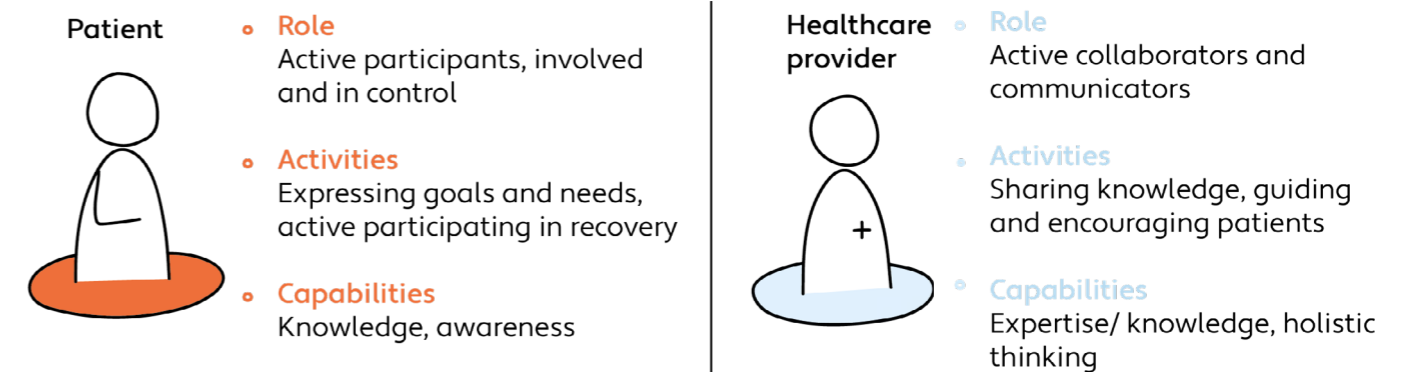 Patient
Role
Active participants, involved
and in control
Activities
Expressing goals and needs,
active participating in recovery
Capabilities
Knowledge, awareness
Healthcare
provider
Role
Active collaborators and
communicators
Activities
Sharing knowledge, guiding
and encouraging patients
Capabilities
Expertise/ knowledge, holistic
thinking